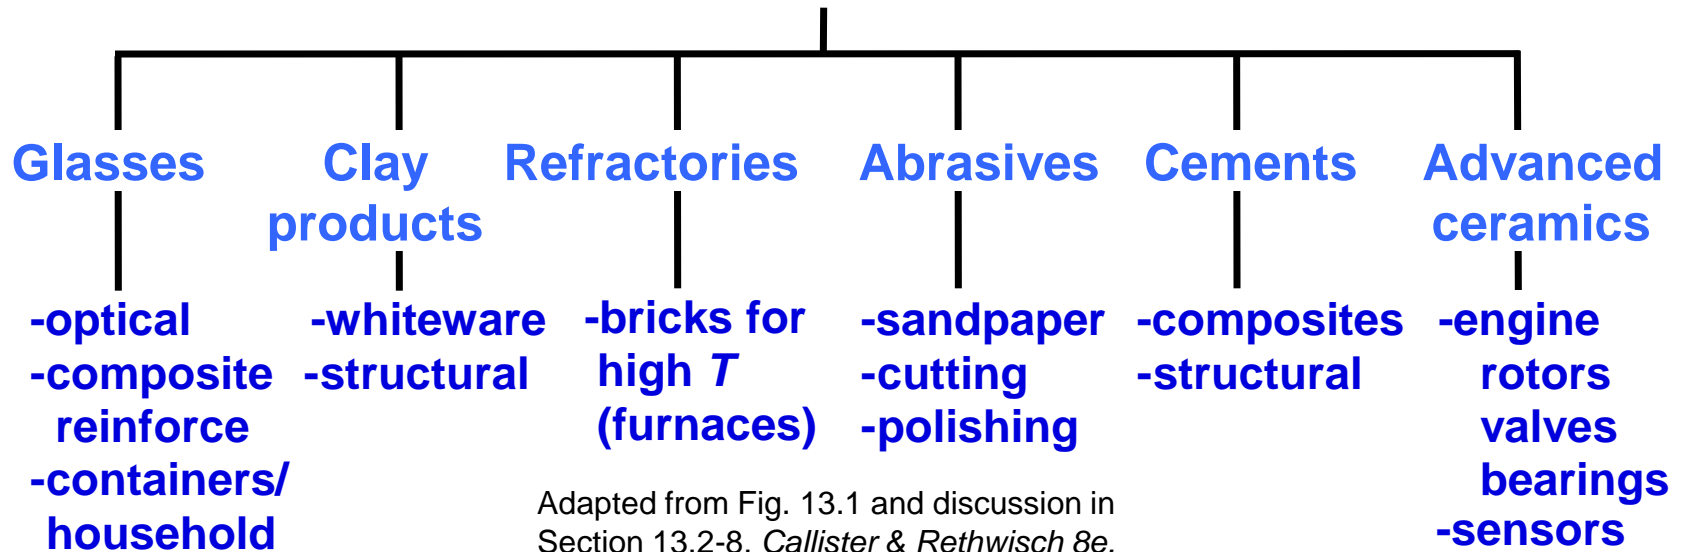 Glasses
Clay
products
Refractories
Abrasives
Cements
Advanced
ceramics
-optical
-composite
reinforce
-containers/
household
-whiteware
-structural
-bricks for
high T
(furnaces)
-sandpaper
-cutting
-polishing
-composites
-structural
-engine
rotors
valves
bearings
-sensors
Adapted from Fig. 13.1 and discussion in
Section 13.2-8, Callister & Rethwisch 8e.